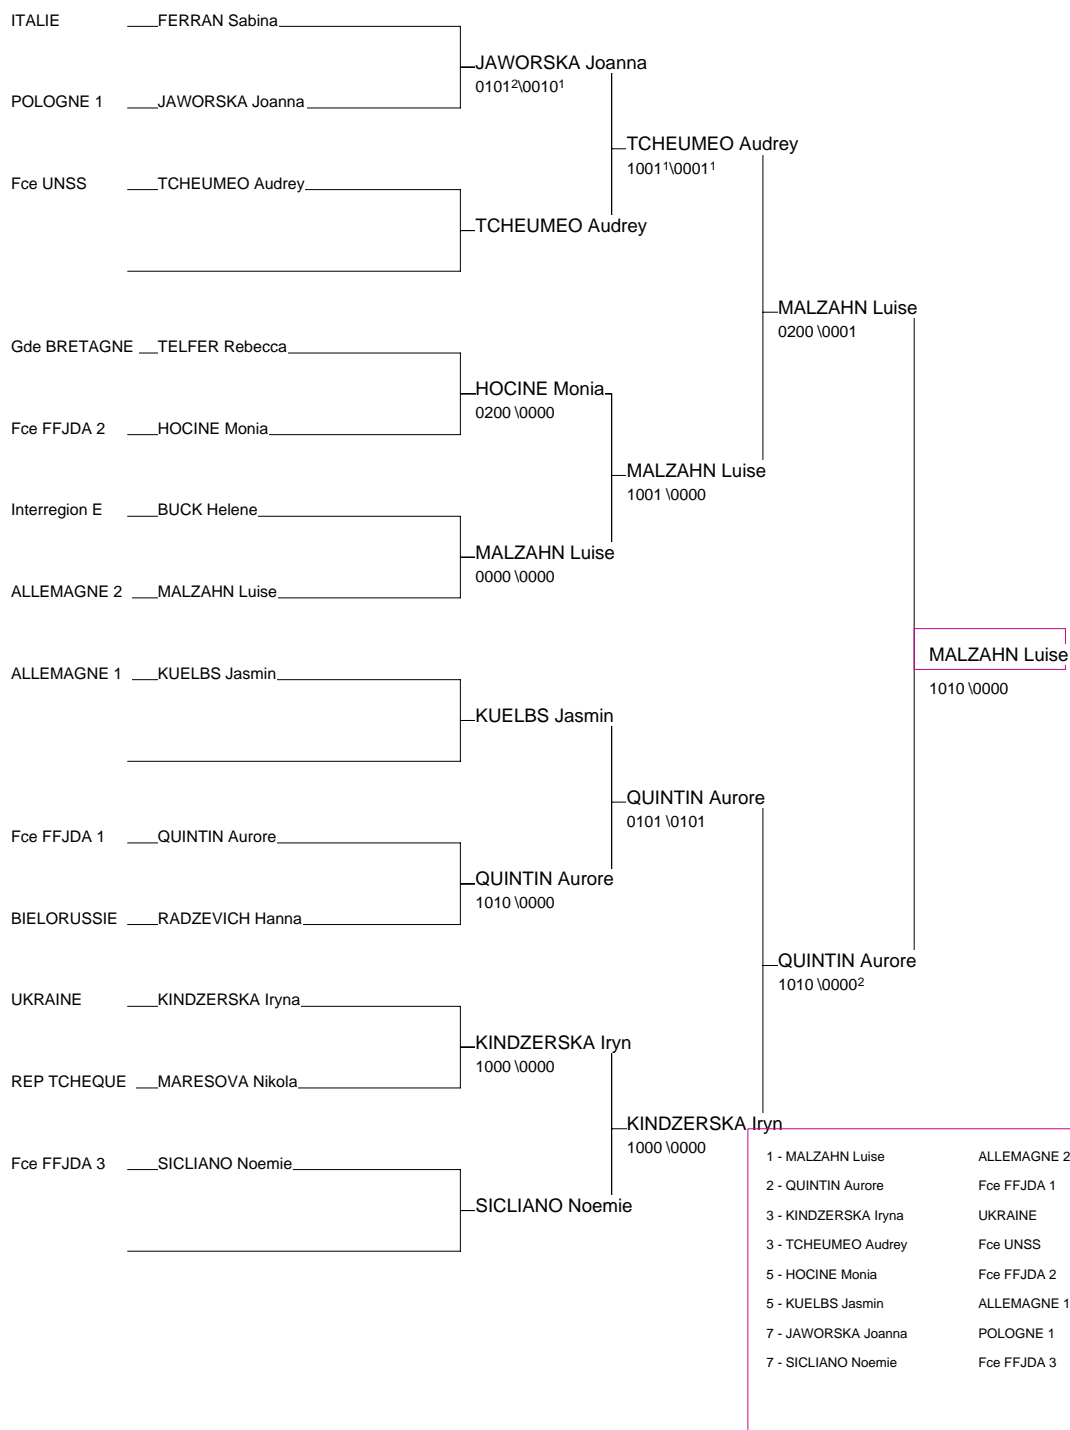 ITALIE FERRAN Sabina
JAWORSKA Joanna
0101²\0010¹
POLOGNE 1 JAWORSKA Joanna
TCHEUMEO Audrey
1001¹\0001¹
Fce UNSS TCHEUMEO Audrey
TCHEUMEO Audrey
MALZAHN Luise
0200 \0001
Gde BRETAGNE TELFER Rebecca
HOCINE Monia
0200 \0000
Fce FFJDA 2 HOCINE Monia
MALZAHN Luise
1001 \0000
Interregion E BUCK Helene
MALZAHN Luise
0000 \0000
ALLEMAGNE 2 MALZAHN Luise
MALZAHN Luise
1010 \0000
ALLEMAGNE 1 KUELBS Jasmin
KUELBS Jasmin
QUINTIN Aurore
0101 \0101
Fce FFJDA 1 QUINTIN Aurore
QUINTIN Aurore
1010 \0000
BIELORUSSIE RADZEVICH Hanna
QUINTIN Aurore
1010 \0000²
UKRAINE KINDZERSKA Iryna
KINDZERSKA Iryn
1000 \0000
REP TCHEQUE MARESOVA Nikola
KINDZERSKA Iryn
1000 \0000
Fce FFJDA 3 SICLIANO Noemie
SICLIANO Noemie
1 - MALZAHN Luise ALLEMAGNE 2
2 - QUINTIN Aurore Fce FFJDA 1
3 - KINDZERSKA Iryna UKRAINE
3 - TCHEUMEO Audrey Fce UNSS
5 - HOCINE Monia Fce FFJDA 2
5 - KUELBS Jasmin ALLEMAGNE 1
7 - JAWORSKA Joanna POLOGNE 1
7 - SICLIANO Noemie Fce FFJDA 3